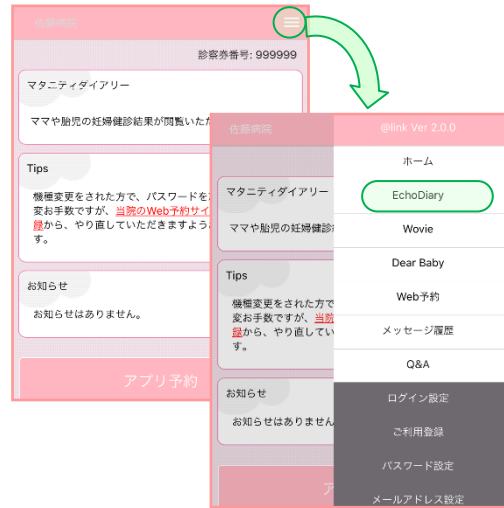 佐藤病院
診察券番号: 999999
マタニティダイアリー
ママや胎児の妊婦健診結果が閲覧いただ
Tips
機種変更をされた方で、パスワードを
変お手数ですが、当院のWeb予約サイ
録から、やり直していただきますよう
す。
お知らせ
お知らせはありません。
アプリ予約
佐藤病院
マタニティダイアリー
ママや胎児の妊婦健診
Tips
機種変更をされた方で
変お手数ですが、当院
録から、やり直してい
す。
お知らせ
お知らせはありません
ア
@link Ver 2.0.0
ホーム
EchoDiary
Wovie
Dear Baby
Web予約
メッセージ履歴
Q&A
ログイン設定
ご利用登録
パスワード設定
メールアドレス設定